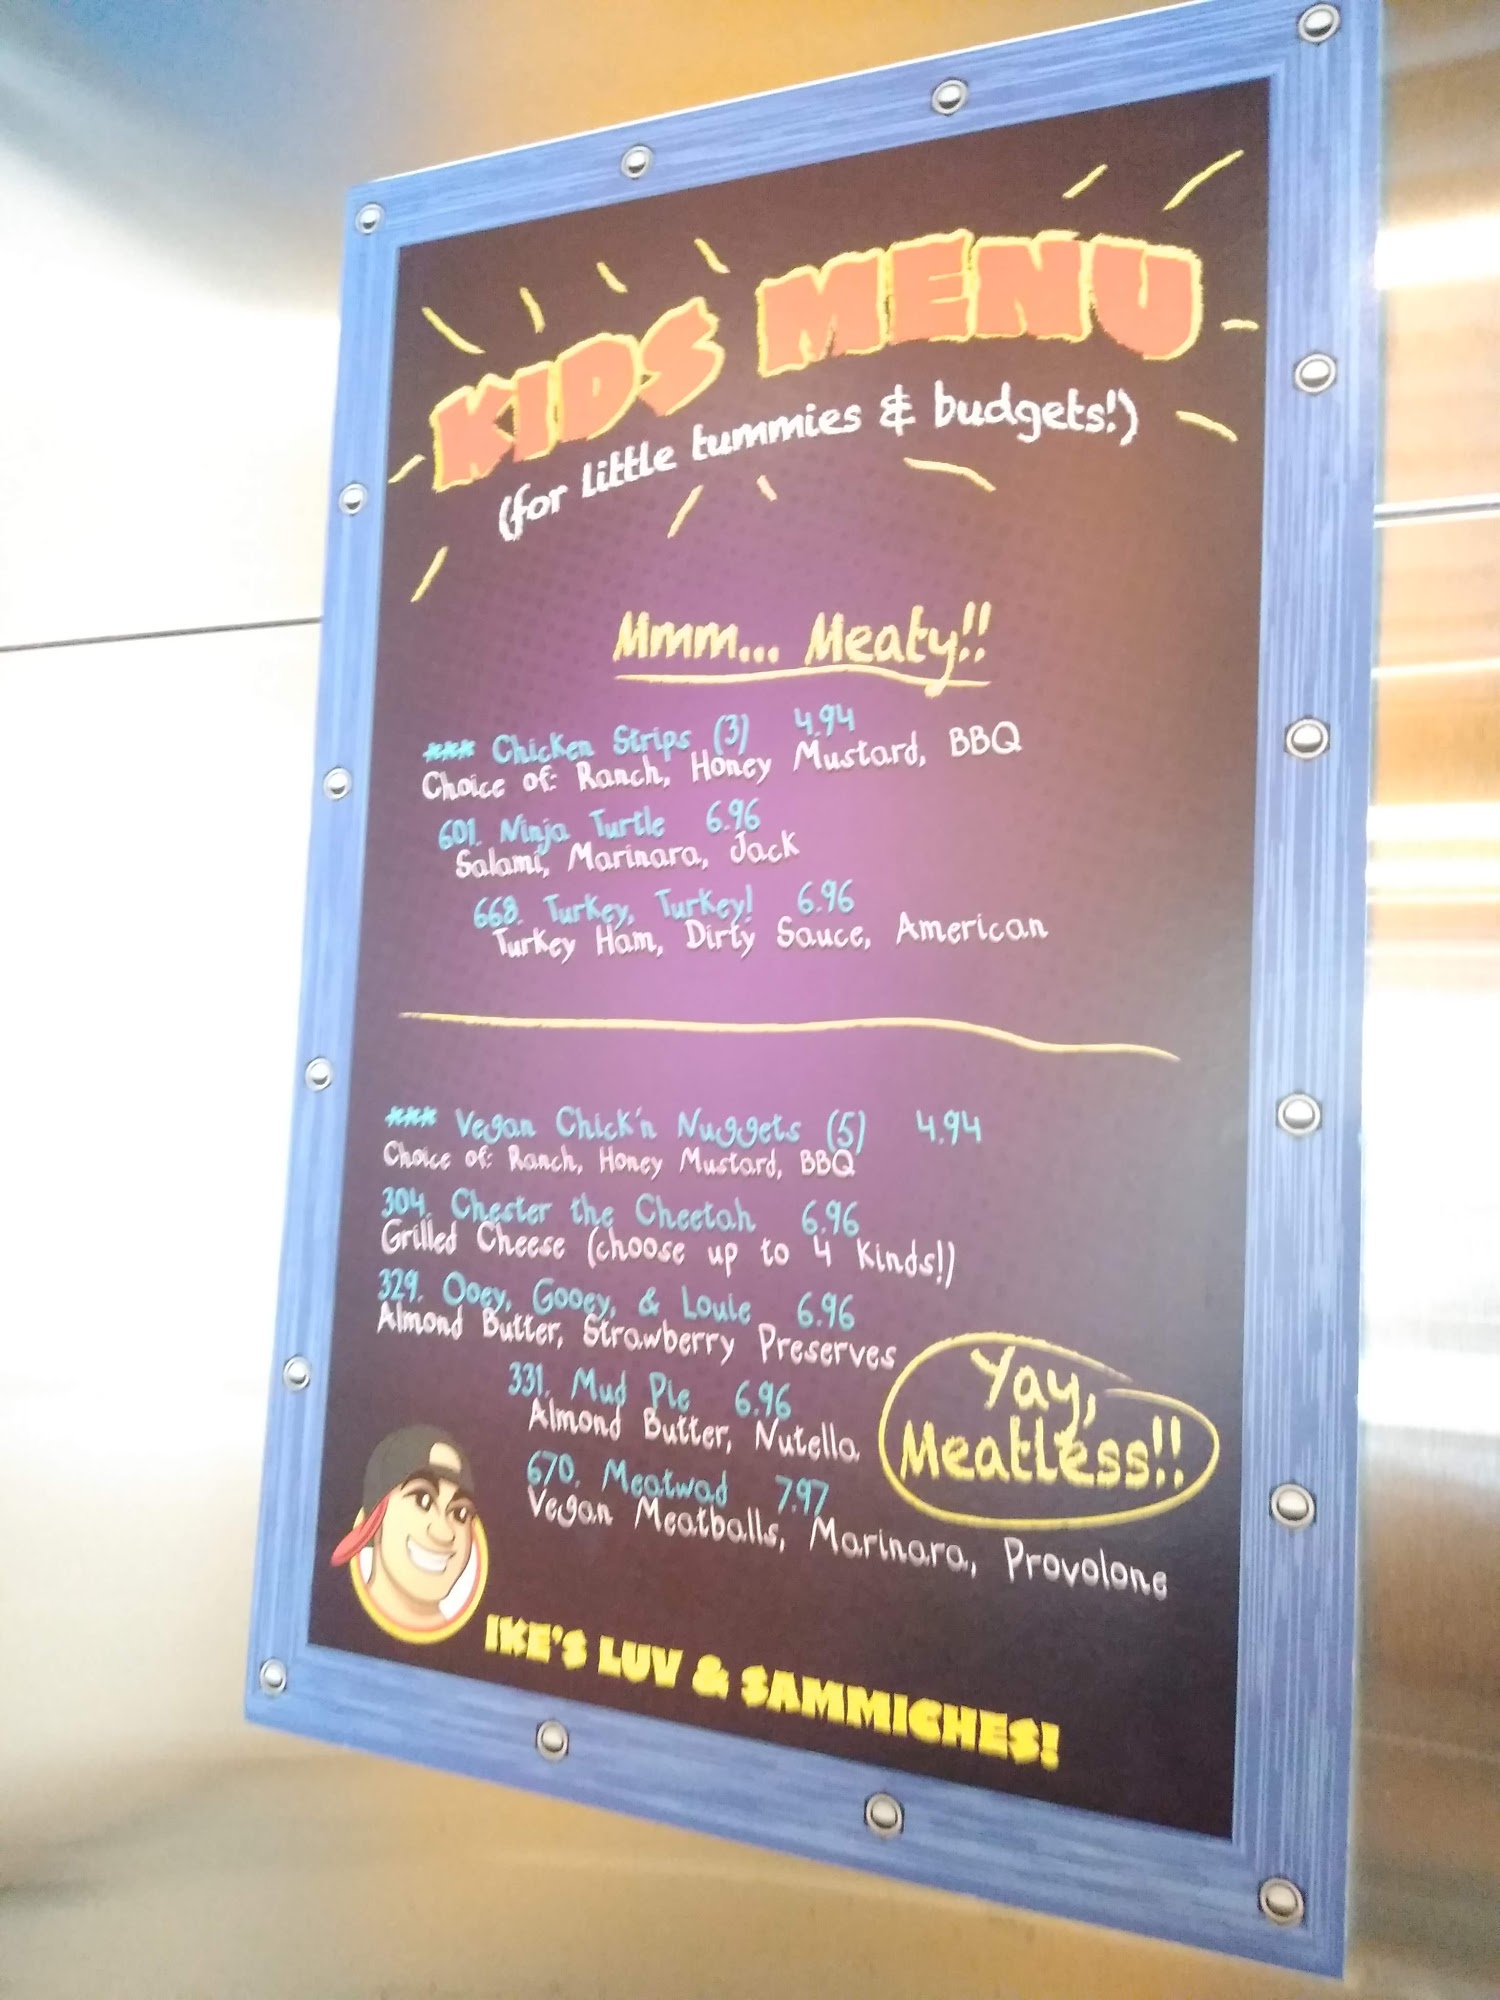 KIDS MENU
(for little tummies & budgets!)
Mmm... Meaty!!
*** Chicken Strips (3) 4.94
Choice of: Ranch, Honey Mustard, BBQ
601. Ninja Turtle 6.96
Salami, Marinara, Jack
668. Turkey, Turkey! 6.96
Turkey Ham, Dirty Sauce, American
*** Vegan Chick'n Nuggets (5) 4.94
Choice of: Ranch, Honey Mustard, BBQ
304. Chester the Cheetah 6.96
Grilled Cheese (choose up to 4 kinds!)
329. Ooey, Gooey, & Louie 6.96
Almond Butter, Strawberry Preserves
331. Mud Pie 6.96
Almond Butter, Nutella
670. Meatwad 7.97
Vegan Meatballs, Marinara, Provolone
Yay,
Meatless!!
IKE'S LUV & SAMMICHES!